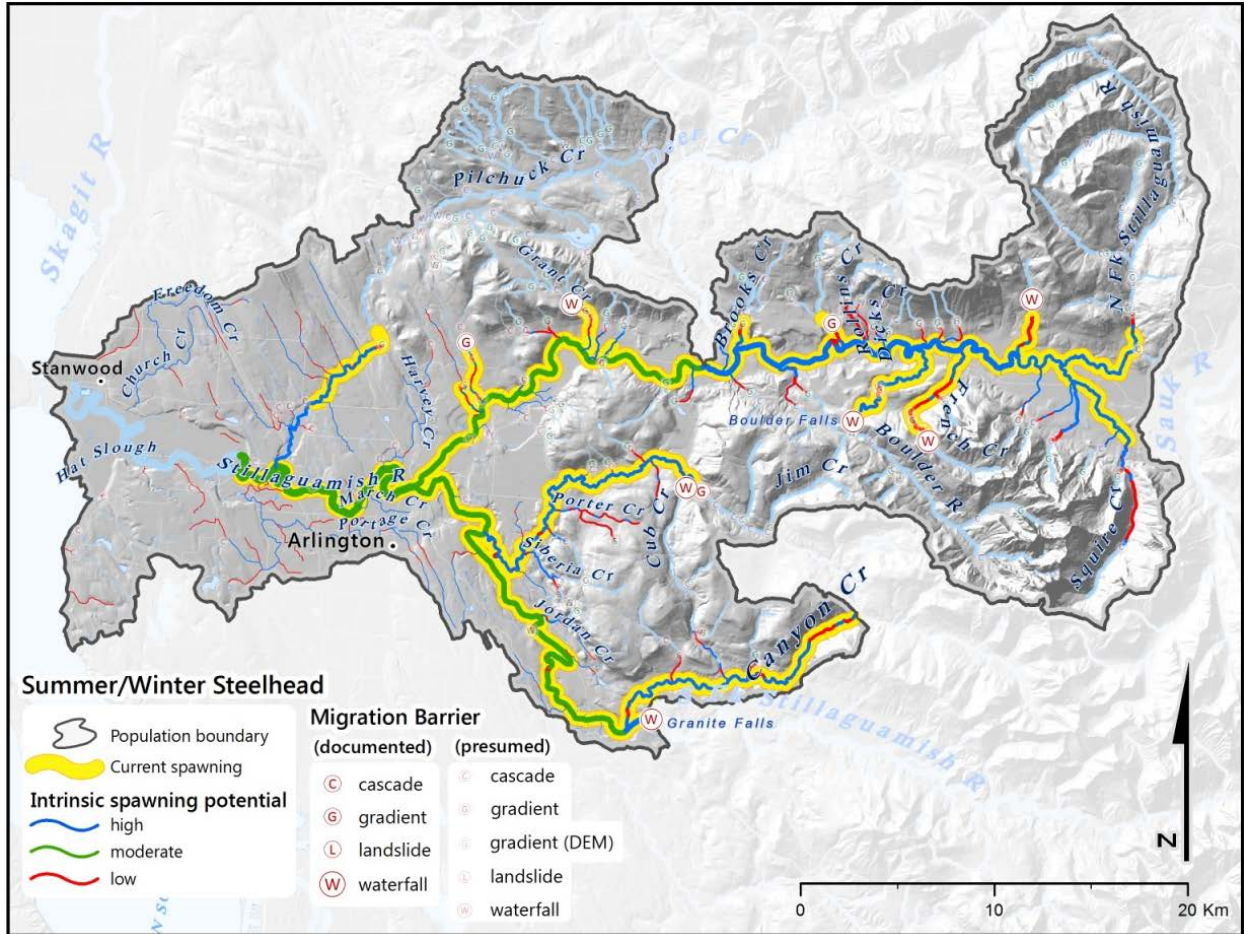 Skagit R
Pilchuck Cr
Deer Cr
N Fk Stillaguamish R
Grant Cr
Brooks Cr
Rollins Cr
Dicks Cr
Freedom Cr
Church Cr
Stanwood
Harvey Cr
Hat Slough
Stillaguamish R
March Cr
Portage Cr
Arlington
Boulder Falls
Boulder R
French Cr
Sauk R
Squire Cr
Jim Cr
Porter Cr
Cub Cr
Siberia Cr
Jordan Cr
Canyon Cr
Granite Falls
Stillaguamish R
W
G
W
G
W
W
W
W
G
W
Summer/Winter Steelhead
Population boundary
Current spawning
Intrinsic spawning potential
high
moderate
low
Migration Barrier
(documented)
C cascade
G gradient
L landslide
W waterfall
(presumed)
C cascade
G gradient
G gradient (DEM)
L landslide
W waterfall
N
0 10 20 Km